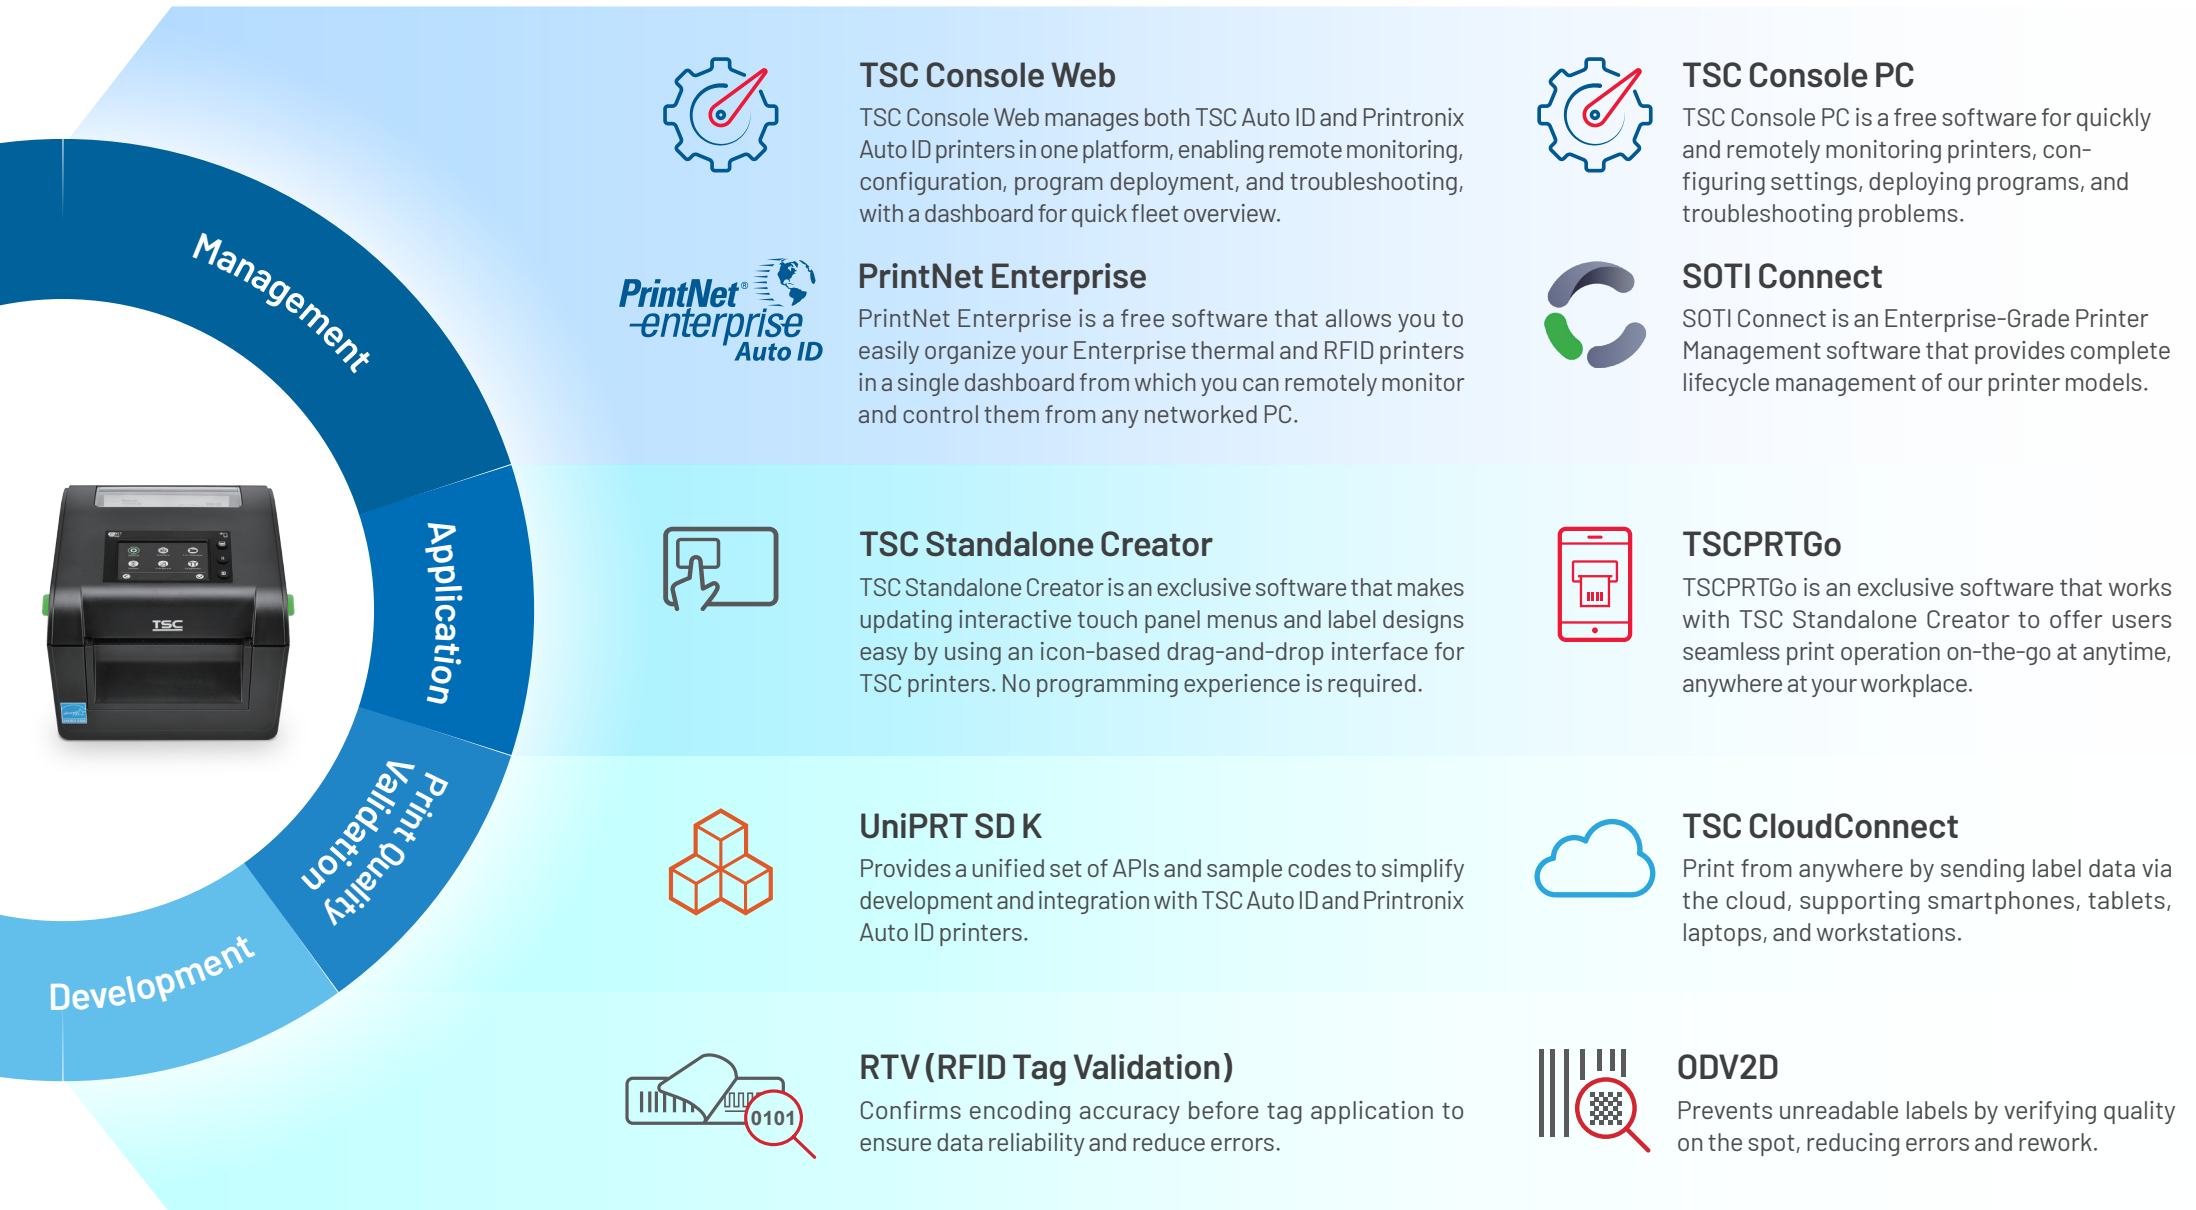 Management
Application
Print Quality
Validation
Development
TSC
TSC Console Web
TSC Console Web manages both TSC Auto ID and Printronix
Auto ID printers in one platform, enabling remote monitoring,
configuration, program deployment, and troubleshooting,
with a dashboard for quick fleet overview.
TSC Console PC
TSC Console PC is a free software for quickly
and remotely monitoring printers, con-
figuring settings, deploying programs, and
troubleshooting problems.
PrintNet®
enterprise
Auto ID
PrintNet Enterprise
PrintNet Enterprise is a free software that allows you to
easily organize your Enterprise thermal and RFID printers
in a single dashboard from which you can remotely monitor
and control them from any networked PC.
SOTI Connect
SOTI Connect is an Enterprise-Grade Printer
Management software that provides complete
lifecycle management of our printer models.
TSC Standalone Creator
TSC Standalone Creator is an exclusive software that makes
updating interactive touch panel menus and label designs
easy by using an icon-based drag-and-drop interface for
TSC printers. No programming experience is required.
TSCPRTGo
TSCPRTGo is an exclusive software that works
with TSC Standalone Creator to offer users
seamless print operation on-the-go at anytime,
anywhere at your workplace.
UniPRT SD K
Provides a unified set of APIs and sample codes to simplify
development and integration with TSC Auto ID and Printronix
Auto ID printers.
TSC CloudConnect
Print from anywhere by sending label data via
the cloud, supporting smartphones, tablets,
laptops, and workstations.
0101
RTV (RFID Tag Validation)
Confirms encoding accuracy before tag application to
ensure data reliability and reduce errors.
ODV2D
Prevents unreadable labels by verifying quality
on the spot, reducing errors and rework.